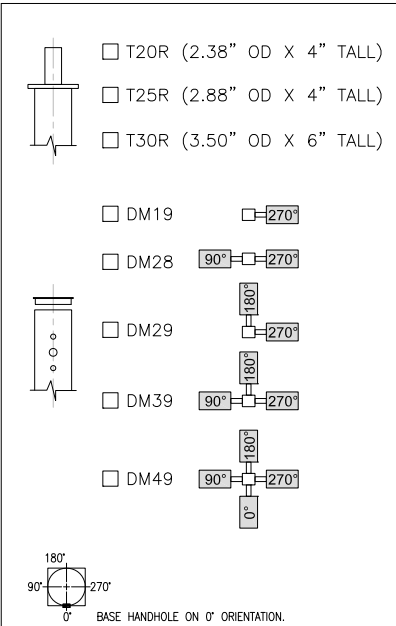 T20R (2.38” OD X 4” TALL)
T25R (2.88” OD X 4” TALL)
T30R (3.50” OD X 6” TALL)
DM19 270°
DM28 90° 270°
180°
DM29 270°
180°
DM39 90° 270°
180°
DM49 90° 270°
0°
180°
90° 270°
0° BASE HANDHOLE ON 0° ORIENTATION.